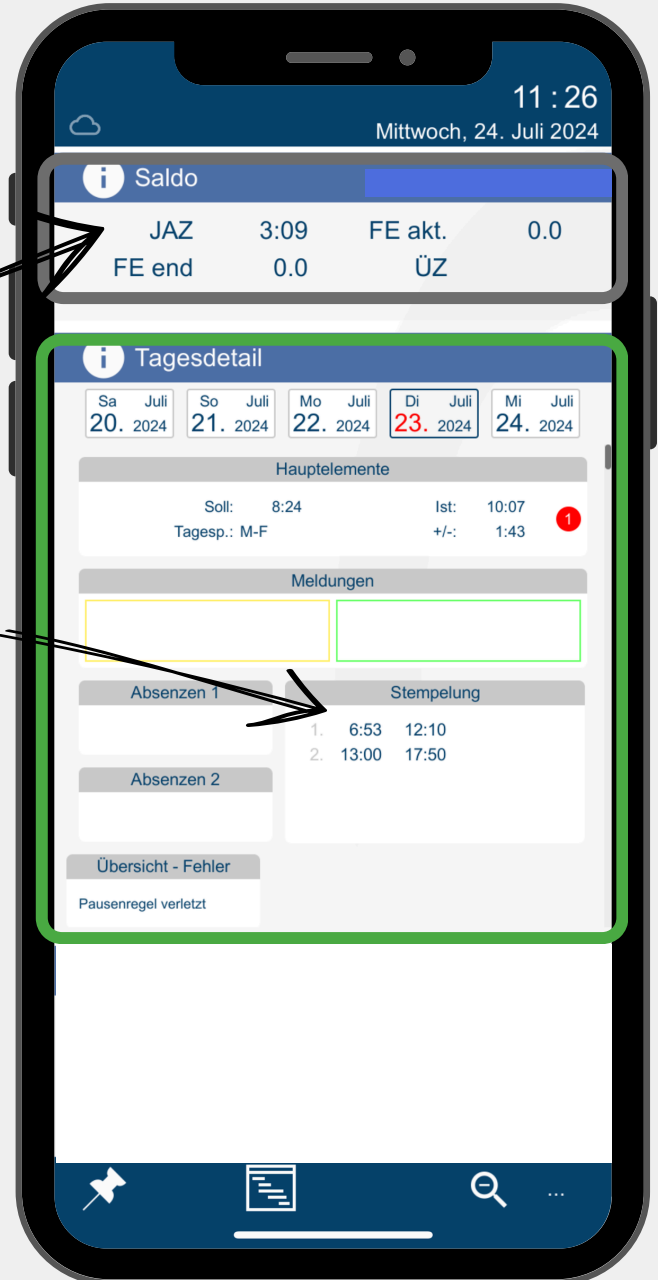 11 : 26
Mittwoch, 24. Juli 2024
i Saldo
JAZ 3:09 FE akt. 0.0
FE end 0.0 ÜZ
i Tagesdetail
Sa Juli So Juli Mo Juli Di Juli Mi Juli
20. 2024 21. 2024 22. 2024 23. 2024 24. 2024
Hauptelemente
Soll: 8:24 Ist: 10:07
1
Tagesp.: M-F +/-: 1:43
Meldungen
Absenzen 1 Stempelung
1. 6:53 12:10
2. 13:00 17:50
Absenzen 2
Übersicht - Fehler
Pausenregel verletzt
...